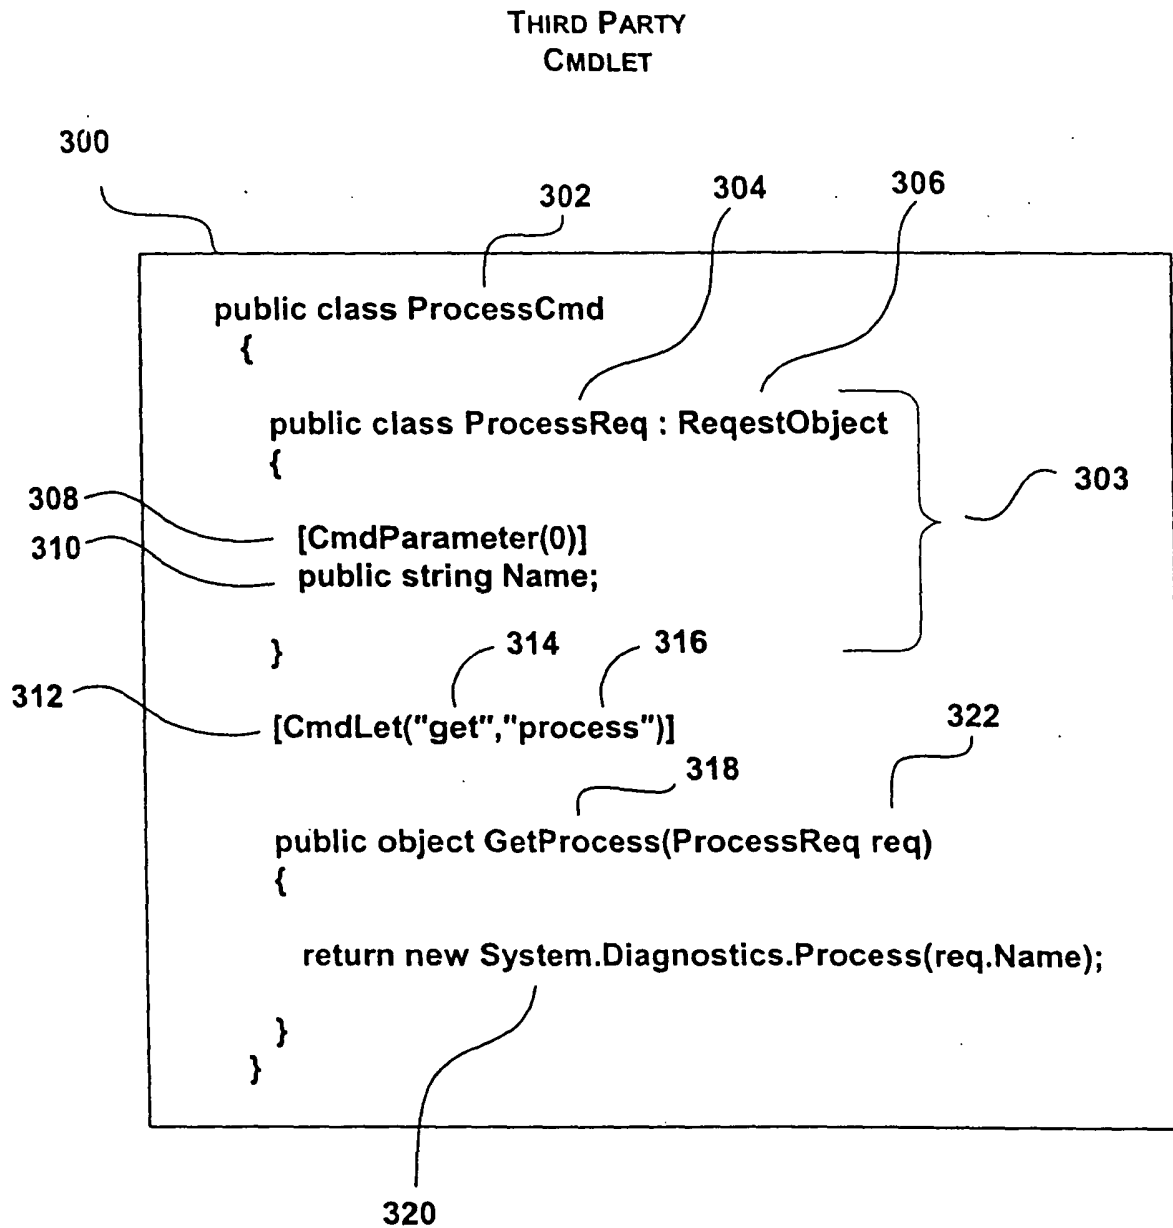 THIRD PARTY
CMDLET
300
302
304
306
public class ProcessCmd
{
public class ProcessReq : ReqestObject
{
303
308
[CmdParameter(0)]
310
public string Name;
}
314
316
312
[CmdLet("get","process")]
322
318
public object GetProcess(ProcessReq req)
{
return new System.Diagnostics.Process(req.Name);
}
}
320